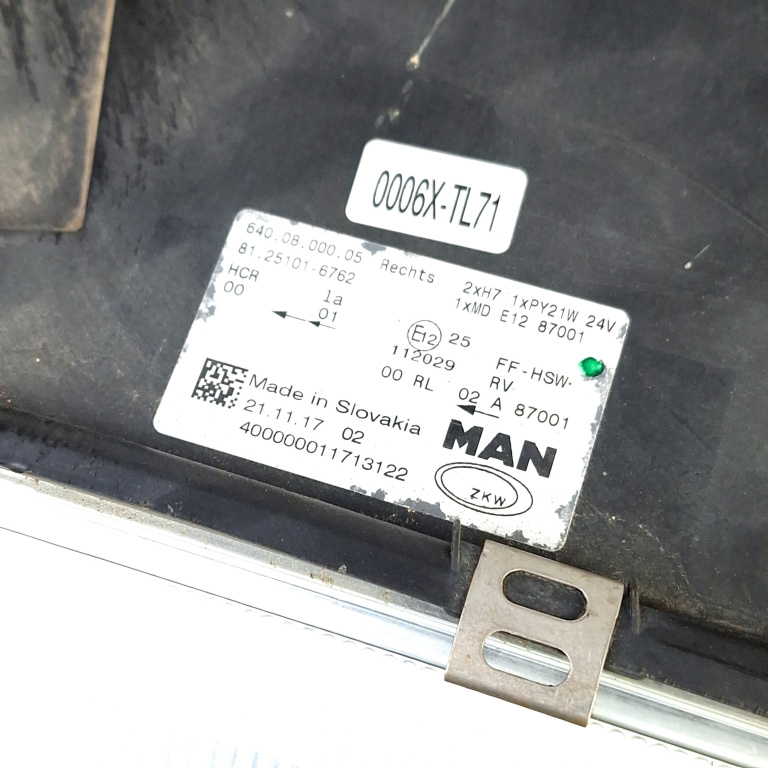 0006X-TL71
640.08.000.05 Rechts 2xH7 1xPY21W 24V
81.25101-6762 1xMD E12 87001
HCR 1a
00 01
E12 25
112029 FF-HSW-
00 RL RV
02 A 87001
Made in Slovakia
21.11.17 02
400000011713122
MAN
ZKW